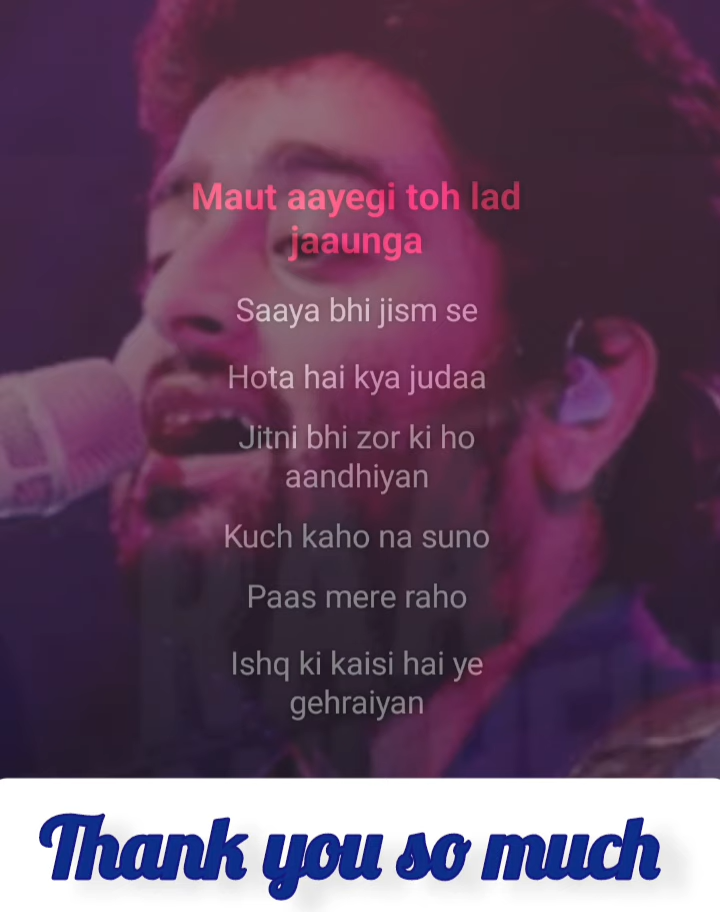 Maut aayegi toh lad
jaaunga
Saaya bhi jism se
Hota hai kya judaa
Jitni bhi zor ki ho
aandhiyan
Kuch kaho na suno
Paas mere raho
Ishq ki kaisi hai ye
gehraiyan
Thank you so much